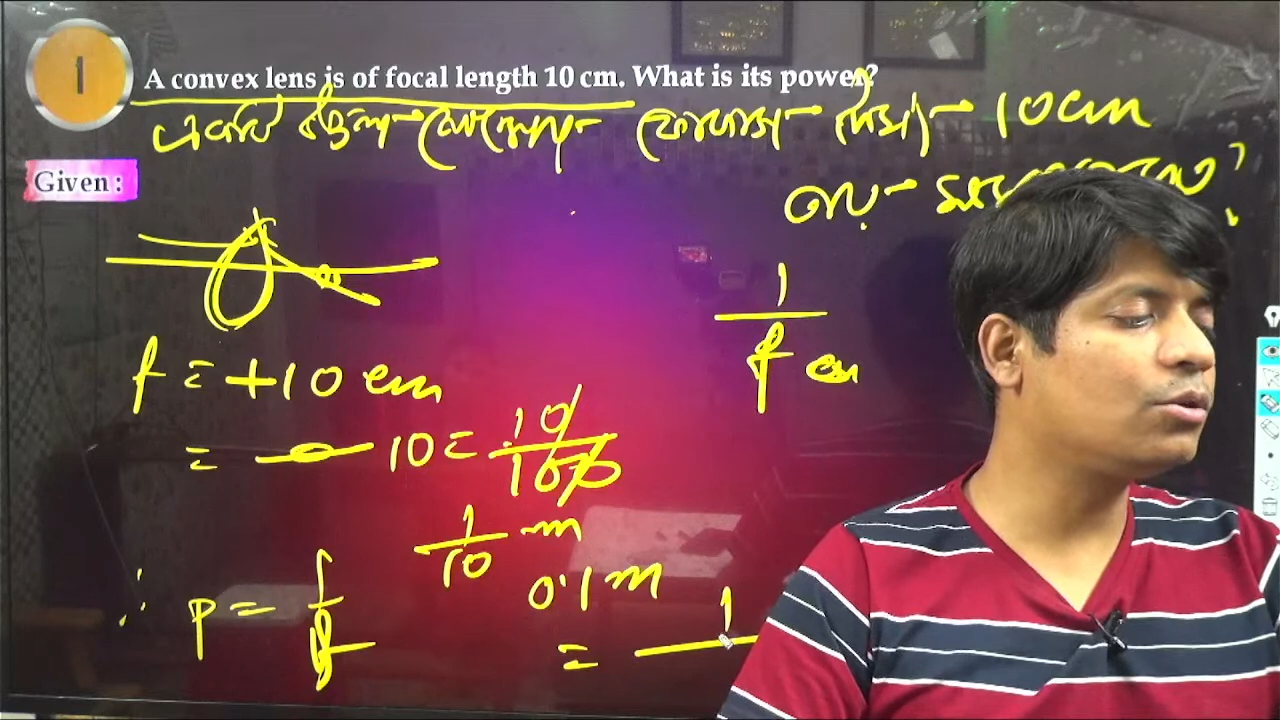 1
A convex lens is of focal length 10 cm. What is its power?
একটি উত্তল লেন্সের ফোকাস দৈর্ঘ্য 10 cm
Given :
1
f cm
f = +10 cm
= 10 = 10/100
1/10 m
0.1 m
∴ p = 1/f
= 1